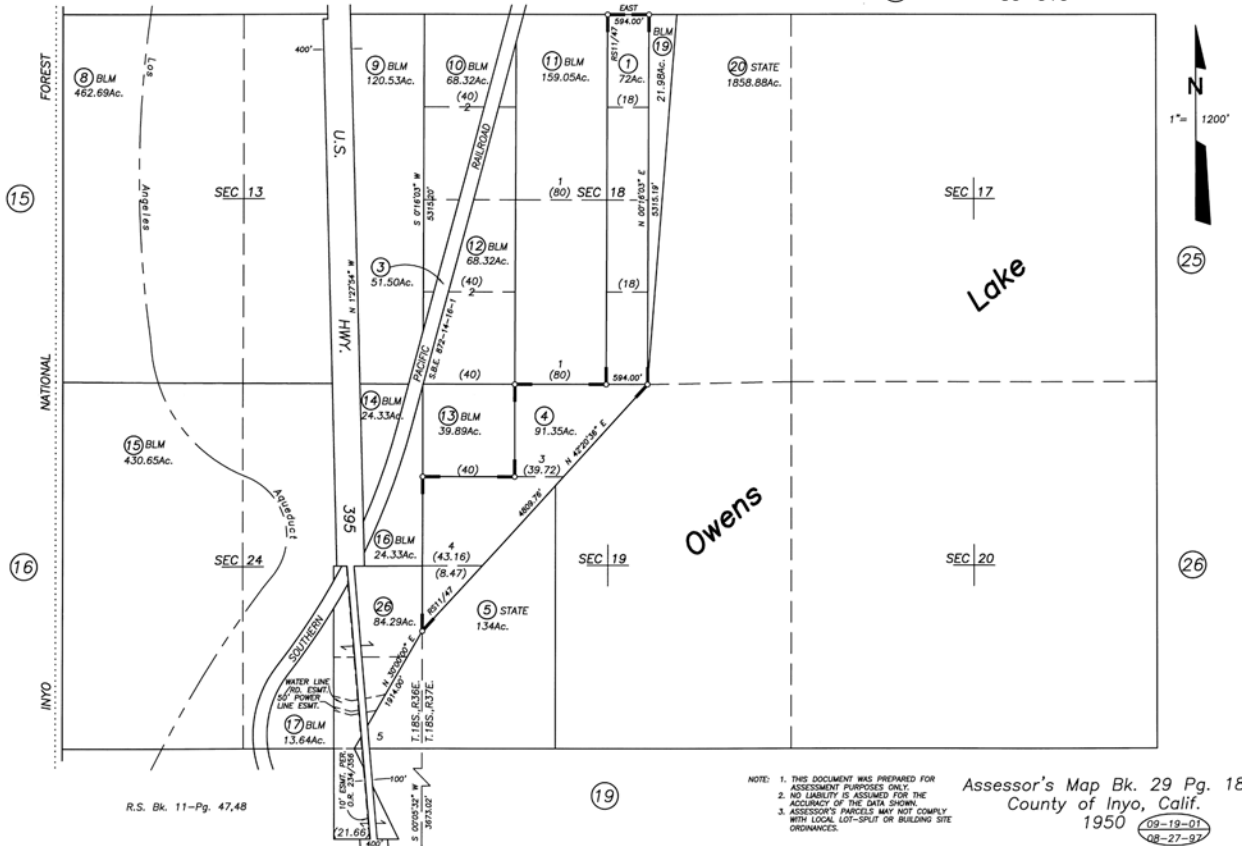 EAST
594.00'
400'
FOREST
Los
Angeles
Aqueduct
8 BLM
462.69Ac.
U.S.
HWY.
395
9 BLM
120.53Ac.
10 BLM
68.32Ac.
(40)
2
11 BLM
159.05Ac.
RS11/47
1
72Ac.
(18)
BLM
19
21.98Ac.
20 STATE
1858.88Ac.
N
1"= 1200'
RAILROAD
15
SEC 13
S 0°16'03" W
5315.20'
1
(80)
SEC 18
N 00°16'03" E
5315.19'
SEC 17
25
12 BLM
68.32Ac.
(40)
2
3
51.50Ac.
N 1°27'54" W
(18)
Lake
PACIFIC
S.B.E. 872-14-16-1
NATIONAL
(40)
1
(80)
594.00'
14 BLM
24.33Ac.
13 BLM
39.89Ac.
4
91.35Ac.
15 BLM
430.65Ac.
N 42°20'36" E
4809.76'
(40)
3
(39.72)
Owens
16
SEC 24
16 BLM
24.33Ac.
4
(43.16)
(8.47)
SEC 19
SEC 20
26
26
84.29Ac.
RS11/47
5 STATE
134Ac.
SOUTHERN
N 30°00'00" E
1914.00'
WATER LINE
/RD. ESMT.
50' POWER
LINE ESMT.
T.18S.,R36E.
T.18S.,R37E.
INYO
17 BLM
13.64Ac.
5
10' ESMT. PER.
O.R. 234/356
100'
1
(21.66)
400'
S 00°05'32" W
3673.02'
R.S. Bk. 11-Pg. 47,48
19
NOTE: 1. THIS DOCUMENT WAS PREPARED FOR
ASSESSMENT PURPOSES ONLY.
2. NO LIABILITY IS ASSUMED FOR THE
ACCURACY OF THE DATA SHOWN.
3. ASSESSOR'S PARCELS MAY NOT COMPLY
WITH LOCAL LOT-SPLIT OR BUILDING SITE
ORDINANCES.
Assessor's Map Bk. 29 Pg. 18
County of Inyo, Calif.
1950
09-19-01
08-27-97